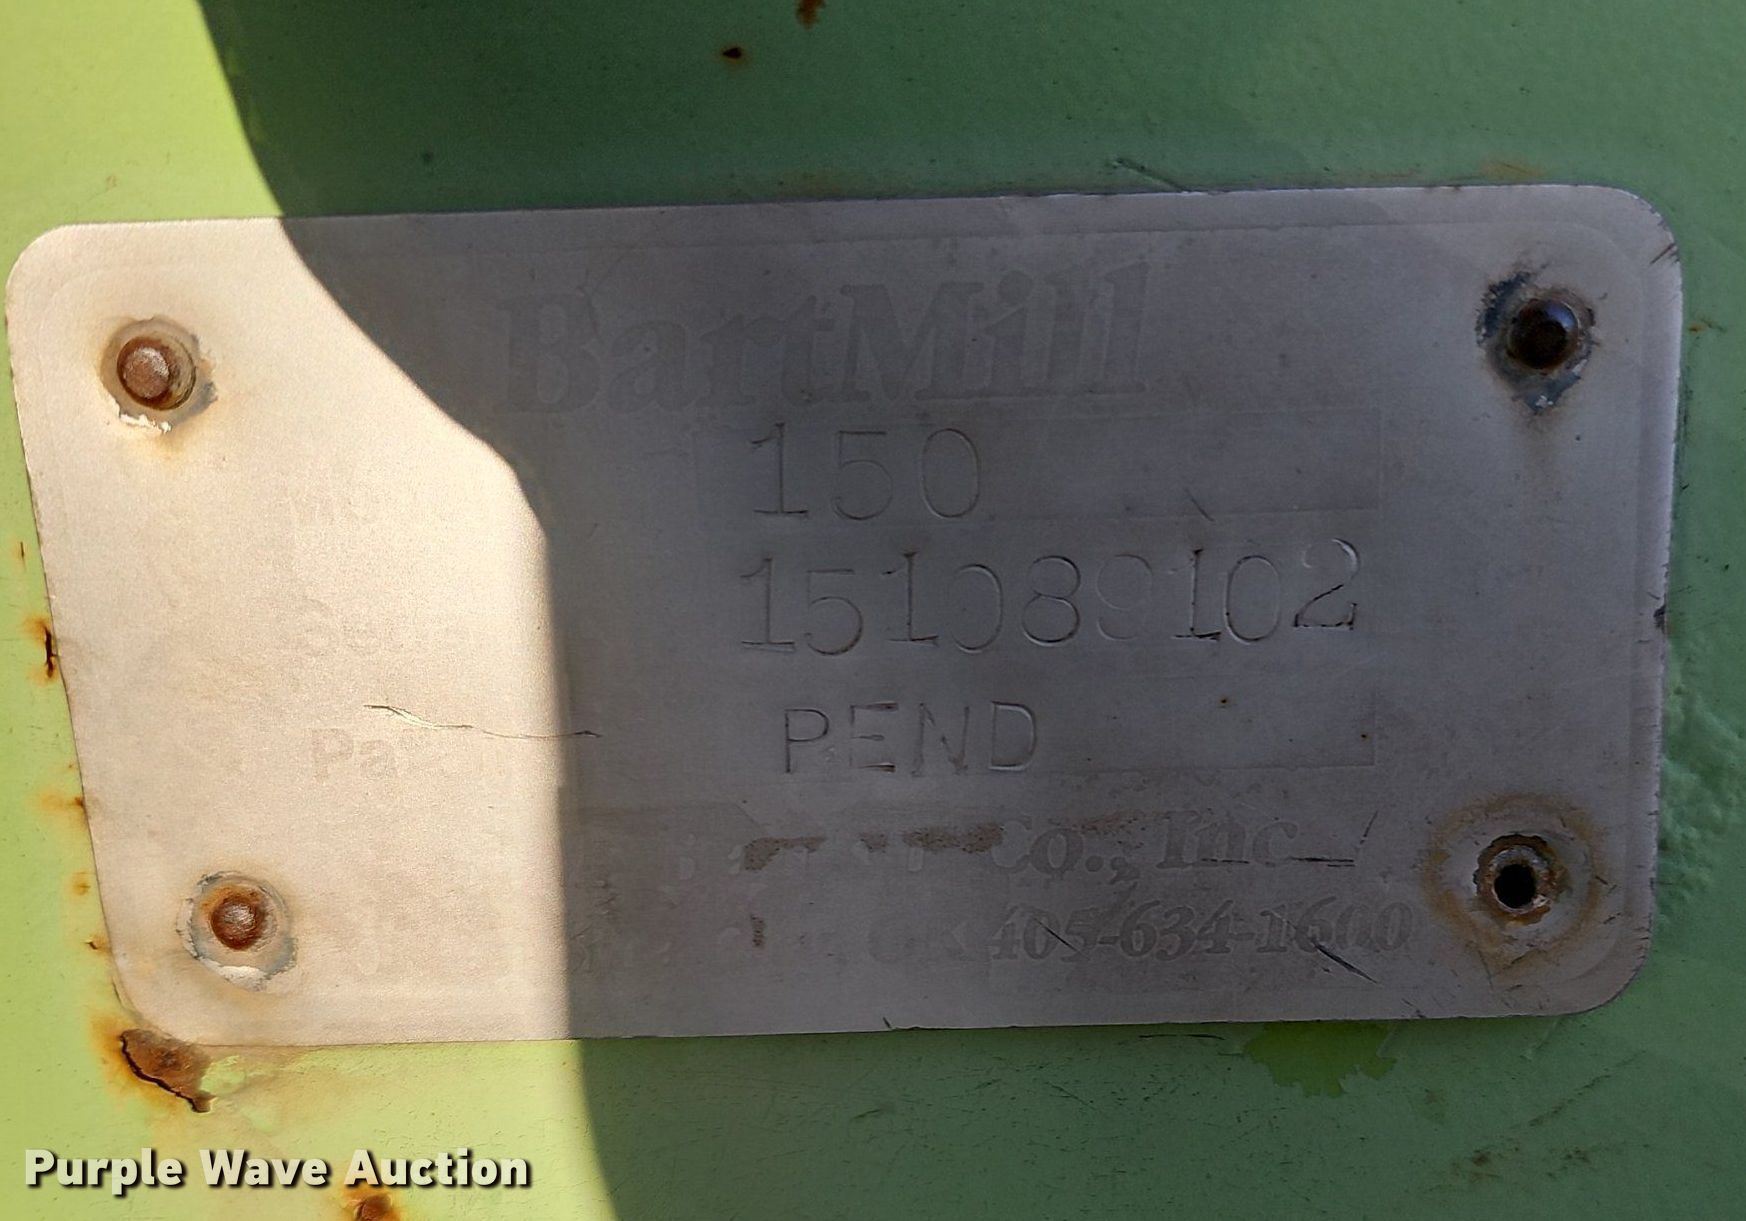 BartMill
150
151089102
PEND
Co., Inc.
405-634-1600
Purple Wave Auction